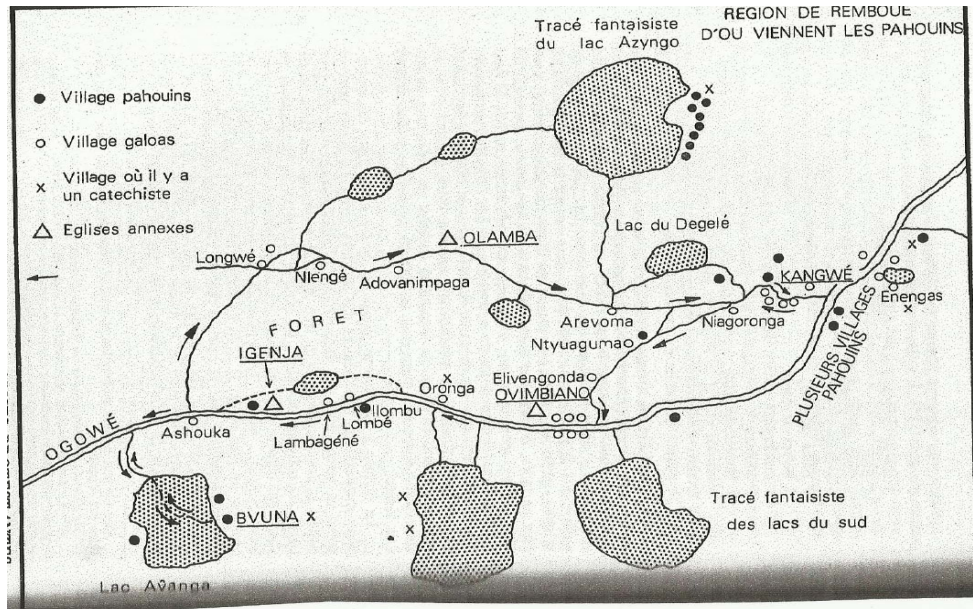 Tracé fantaisiste
du lac Azyngo
REGION DE REMBOUE
D'OU VIENNENT LES PAHOUINS
Village pahouins
Village galoas
x Village où il y a
un catechiste
Eglises annexes
Lac du Degelé
OLAMBA
Longwé
Nlengé
Adovanimpaga
KANGWÉ
Enengas
Arevoma
Niagoronga
Ntyuaguma
FORET
IGENJA
Elivengonda
OVIMBIANO
PLUSIEURS VILLAGES
PAHOUINS
Oronga
Ilombu
Lombé
Lambagéné
Ashouka
OGOWÉ
BVUNA x
Tracé fantaisiste
des lacs du sud
Lac Avanga